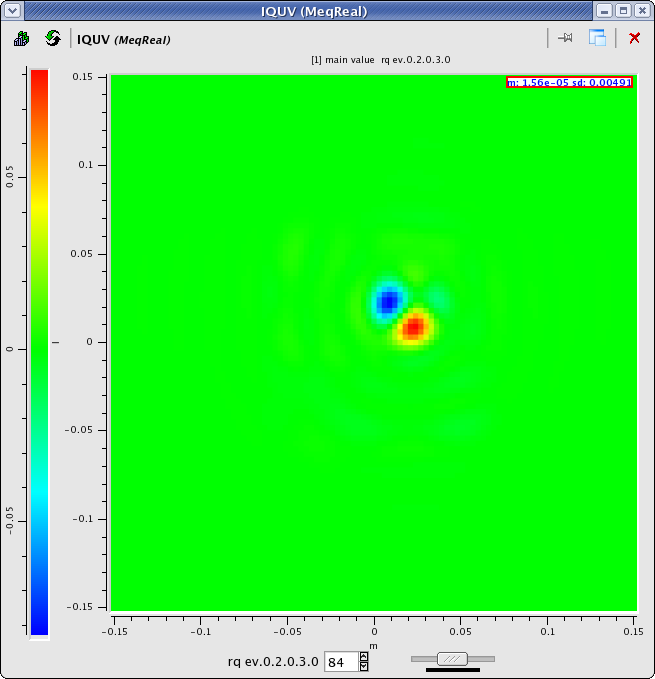 IQUV (MeqReal)
IQUV (MeqReal)
[1] main value rq ev.0.2.0.3.0
m: 1.56e-05 sd: 0.00491
0.15
0.1
0.05
0
-0.05
-0.1
-0.15
0.05
0
-0.05
l
-0.15 -0.1 -0.05 0 0.05 0.1 0.15
m
rq ev.0.2.0.3.0 84